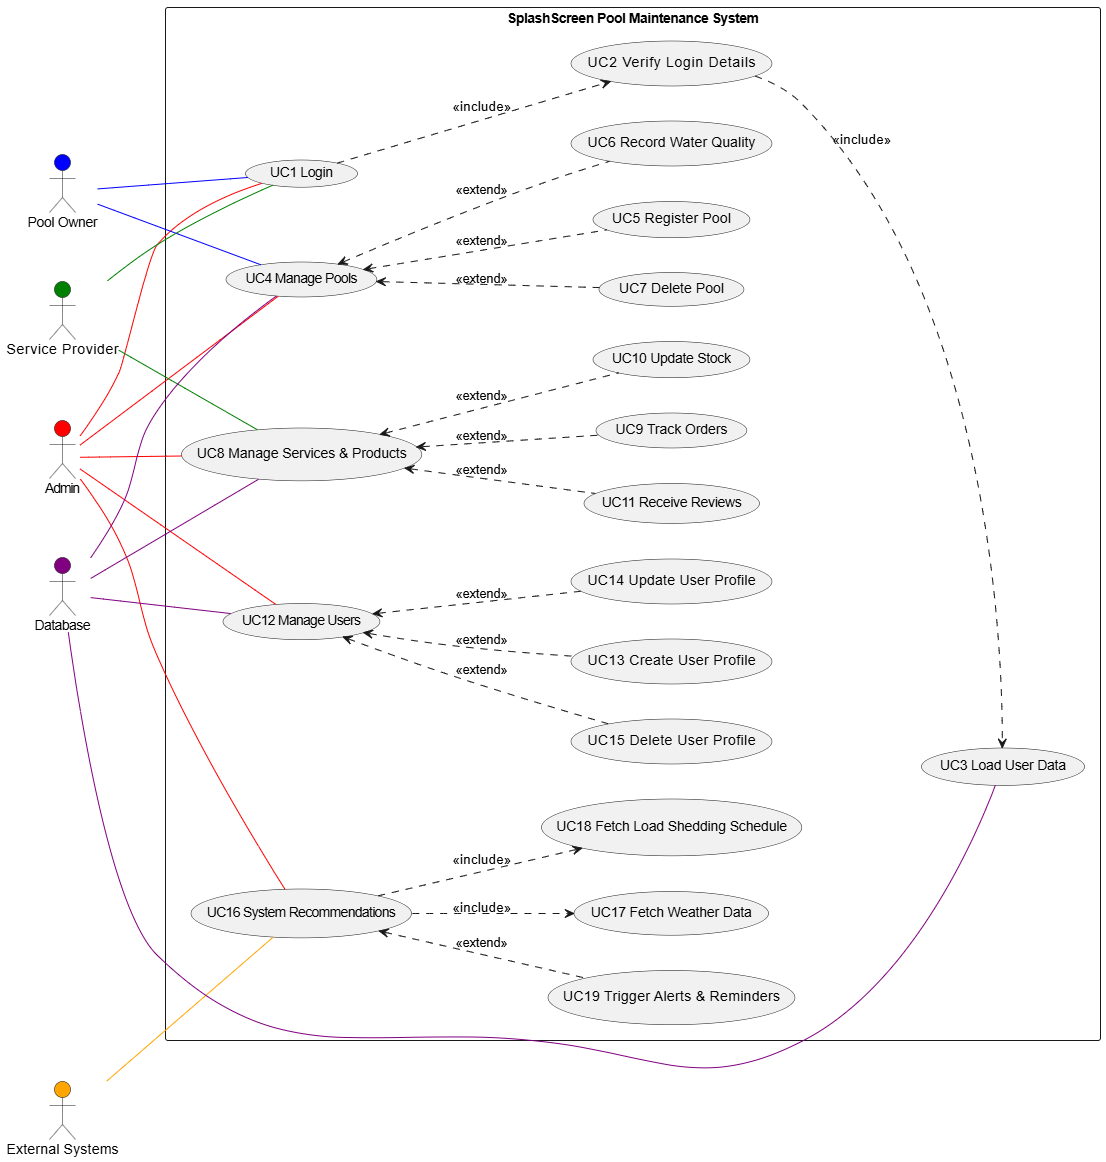 SplashScreen Pool Maintenance System
UC2 Verify Login Details
«include»
«include»
UC6 Record Water Quality
UC1 Login
«extend»
Pool Owner
UC5 Register Pool
«extend»
UC4 Manage Pools
«extend»
UC7 Delete Pool
Service Provider
UC10 Update Stock
«extend»
UC9 Track Orders
«extend»
UC8 Manage Services & Products
«extend»
Admin
UC11 Receive Reviews
UC14 Update User Profile
«extend»
Database
UC12 Manage Users
«extend»
UC13 Create User Profile
«extend»
UC15 Delete User Profile
UC3 Load User Data
UC18 Fetch Load Shedding Schedule
«include»
UC16 System Recommendations
«include»
UC17 Fetch Weather Data
«extend»
UC19 Trigger Alerts & Reminders
External Systems